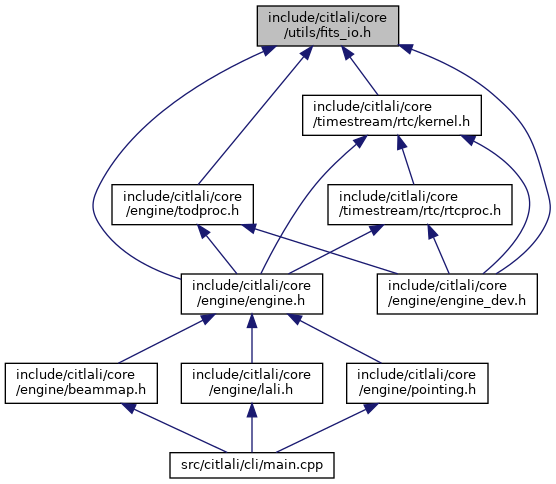 include/citlali/core
/utils/fits_io.h
include/citlali/core
/timestream/rtc/kernel.h
include/citlali/core
/engine/todproc.h
include/citlali/core
/timestream/rtc/rtcproc.h
include/citlali/core
/engine/engine.h
include/citlali/core
/engine/engine_dev.h
include/citlali/core
/engine/beammap.h
include/citlali/core
/engine/lali.h
include/citlali/core
/engine/pointing.h
src/citlali/cli/main.cpp